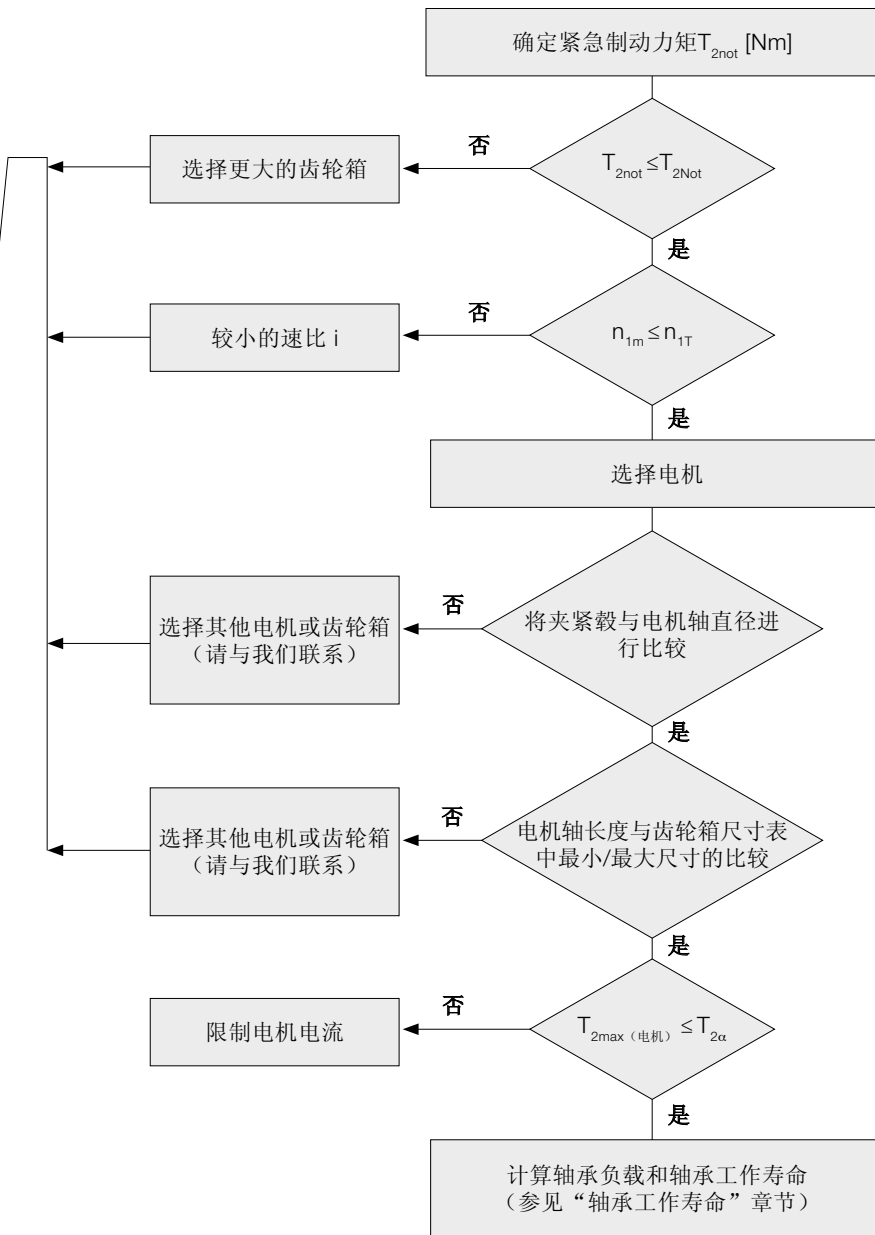 确定紧急制动力矩T2not [Nm]
否
选择更大的齿轮箱
T2not ≤T2Not
是
否
较小的速比 i
n1m ≤ n1T
是
选择电机
否
选择其他电机或齿轮箱
（请与我们联系）
将夹紧毂与电机轴直径进
行比较
是
否
选择其他电机或齿轮箱
（请与我们联系）
电机轴长度与齿轮箱尺寸表
中最小/最大尺寸的比较
是
否
限制电机电流
T2max（电机） ≤T2α
是
计算轴承负载和轴承工作寿命
（参见“轴承工作寿命”章节）